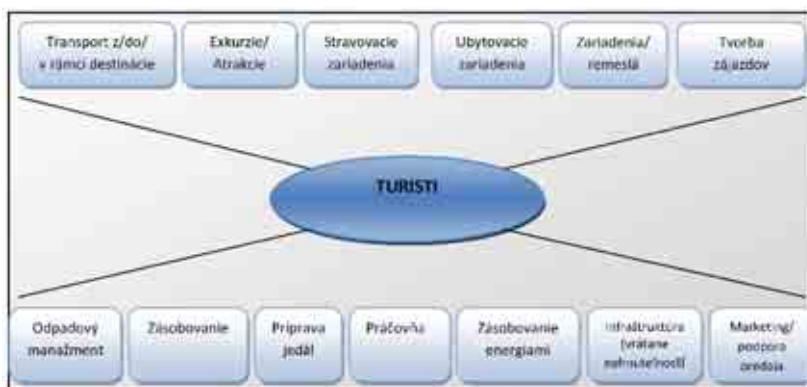 Transport z/do/
v rámci destinácie
Exkurzie/
Atrakcie
Stravovacie
zariadenia
Ubytovacie
zariadenia
Zariadenia/
remeslá
Tvorba
zájazdov
TURISTI
Odpadový
manažment
Zásobovanie
Príprava
jedál
Práčovňa
Zásobovanie
energiami
Infraštruktúra
(vrátane
nehnuteľností)
Marketing/
podpora
predaja